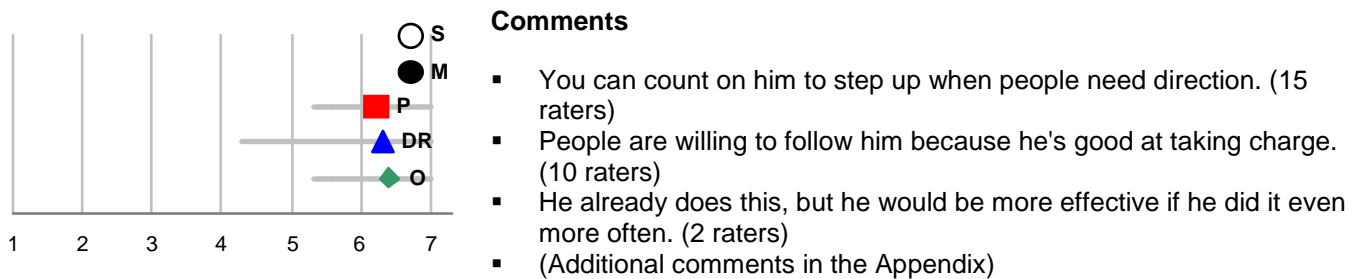 S
M
P
DR
O
1 2 3 4 5 6 7
Comments
▪ You can count on him to step up when people need direction. (15
raters)
▪ People are willing to follow him because he's good at taking charge.
(10 raters)
▪ He already does this, but he would be more effective if he did it even
more often. (2 raters)
▪ (Additional comments in the Appendix)